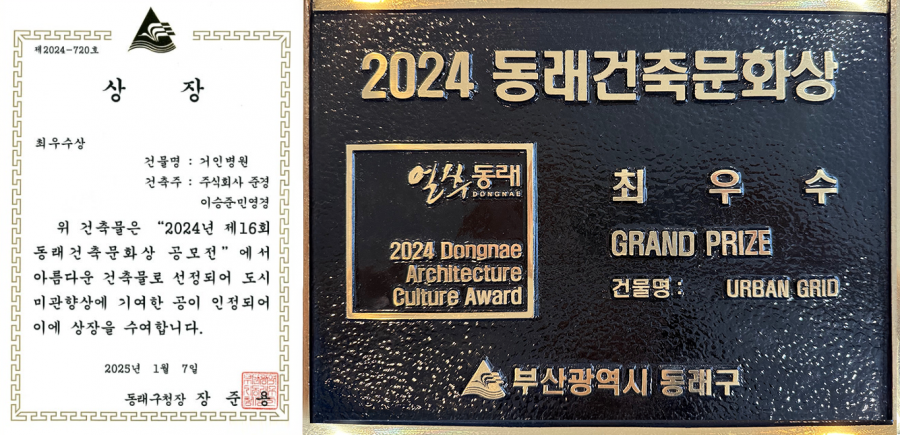 제2024-720호
상 장
최우수상
건물명 : 거인병원
건축주 : 주식회사 준경
이승준민영경
위 건축물은 "2024년 제16회
동래건축문화상 공모전" 에서
아름다운 건축물로 선정되어 도시
미관향상에 기여한 공이 인정되어
이에 상장을 수여합니다.
2025년 1월 7일
동래구청장 장 준 용
2024 동래건축문화상
열쑈동래
DONGNAE
2024 Dongnae
Architecture
Culture Award
최 우 수
GRAND PRIZE
건물명 : URBAN GRID
부산광역시 동래구